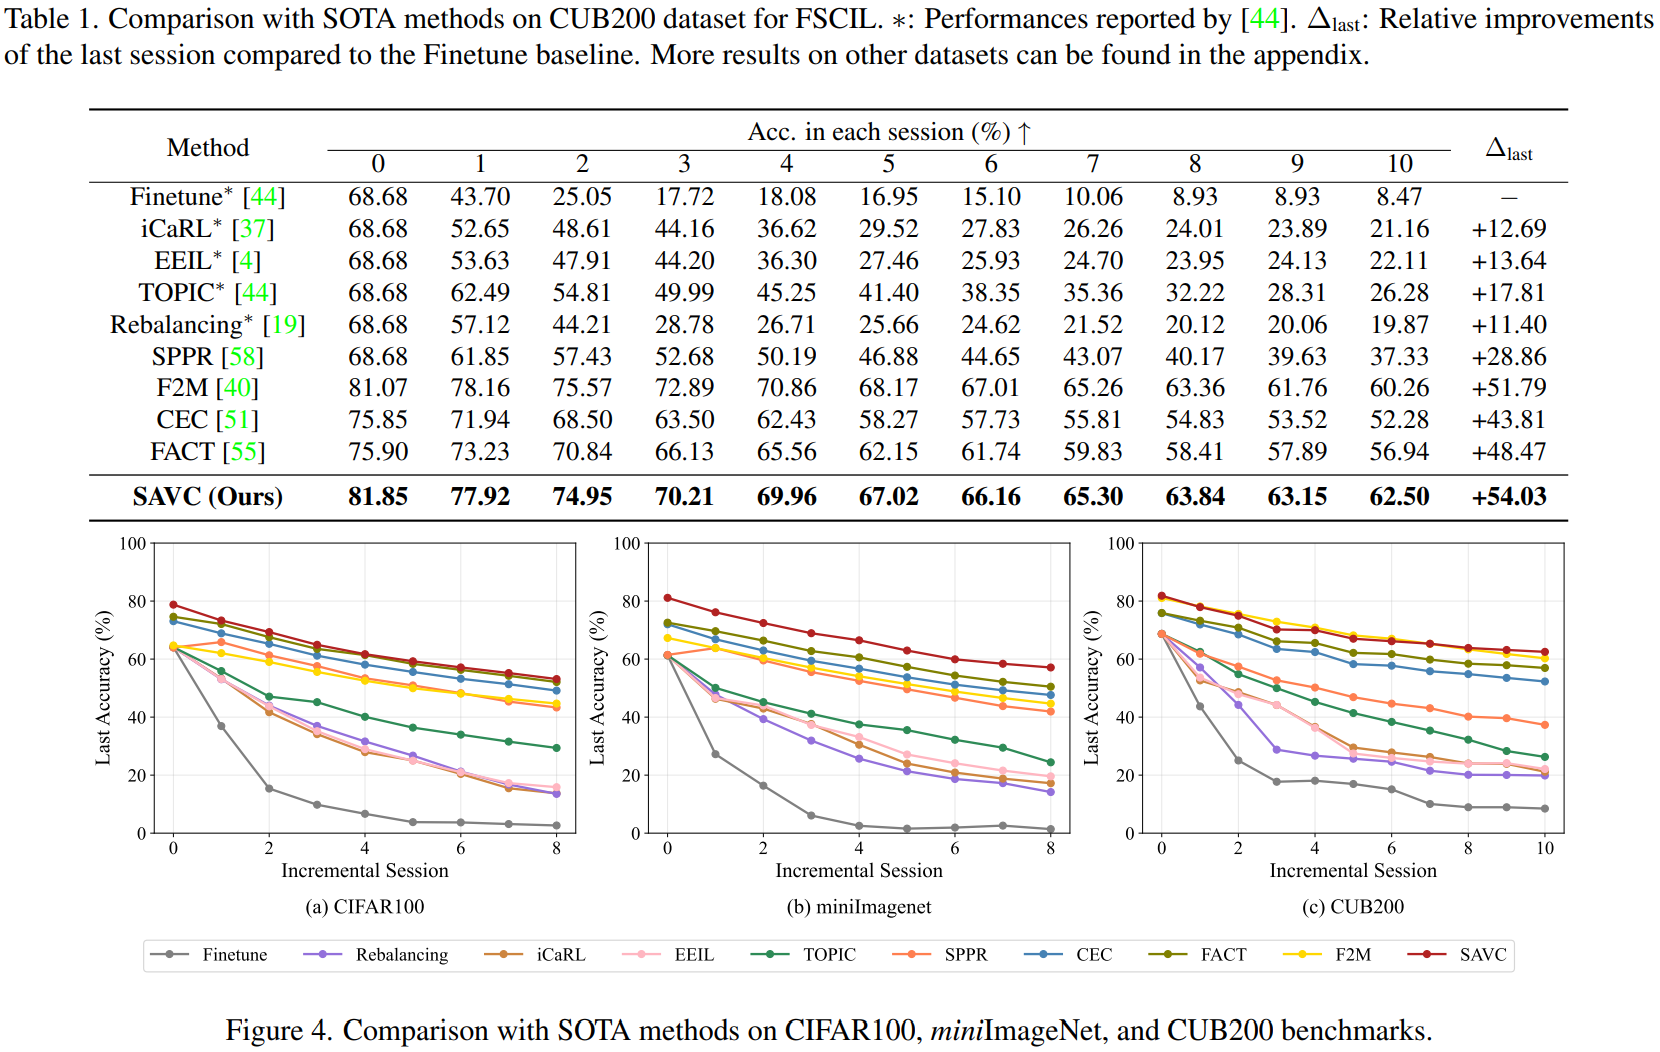 Table 1. Comparison with SOTA methods on CUB200 dataset for FSCIL. ∗: Performances reported by [44]. Δlast: Relative improvements
of the last session compared to the Finetune baseline. More results on other datasets can be found in the appendix.
Method Acc. in each session (%) ↑ Δlast
0 1 2 3 4 5 6 7 8 9 10
Finetune* [44] 68.68 43.70 25.05 17.72 18.08 16.95 15.10 10.06 8.93 8.93 8.47 –
iCaRL* [37] 68.68 52.65 48.61 44.16 36.62 29.52 27.83 26.26 24.01 23.89 21.16 +12.69
EEIL* [4] 68.68 53.63 47.91 44.20 36.30 27.46 25.93 24.70 23.95 24.13 22.11 +13.64
TOPIC* [44] 68.68 62.49 54.81 49.99 45.25 41.40 38.35 35.36 32.22 28.31 26.28 +17.81
Rebalancing* [19] 68.68 57.12 44.21 28.78 26.71 25.66 24.62 21.52 20.12 20.06 19.87 +11.40
SPPR [58] 68.68 61.85 57.43 52.68 50.19 46.88 44.65 43.07 40.17 39.63 37.33 +28.86
F2M [40] 81.07 78.16 75.57 72.89 70.86 68.17 67.01 65.26 63.36 61.76 60.26 +51.79
CEC [51] 75.85 71.94 68.50 63.50 62.43 58.27 57.73 55.81 54.83 53.52 52.28 +43.81
FACT [55] 75.90 73.23 70.84 66.13 65.56 62.15 61.74 59.83 58.41 57.89 56.94 +48.47
SAVC (Ours) 81.85 77.92 74.95 70.21 69.96 67.02 66.16 65.30 63.84 63.15 62.50 +54.03
Last Accuracy (%)
100
80
60
40
20
0
0 2 4 6 8
Incremental Session
(a) CIFAR100
Last Accuracy (%)
100
80
60
40
20
0
0 2 4 6 8
Incremental Session
(b) miniImagenet
Last Accuracy (%)
100
80
60
40
20
0
0 2 4 6 8 10
Incremental Session
(c) CUB200
Finetune Rebalancing iCaRL EEIL TOPIC SPPR CEC FACT F2M SAVC
Figure 4. Comparison with SOTA methods on CIFAR100, miniImageNet, and CUB200 benchmarks.